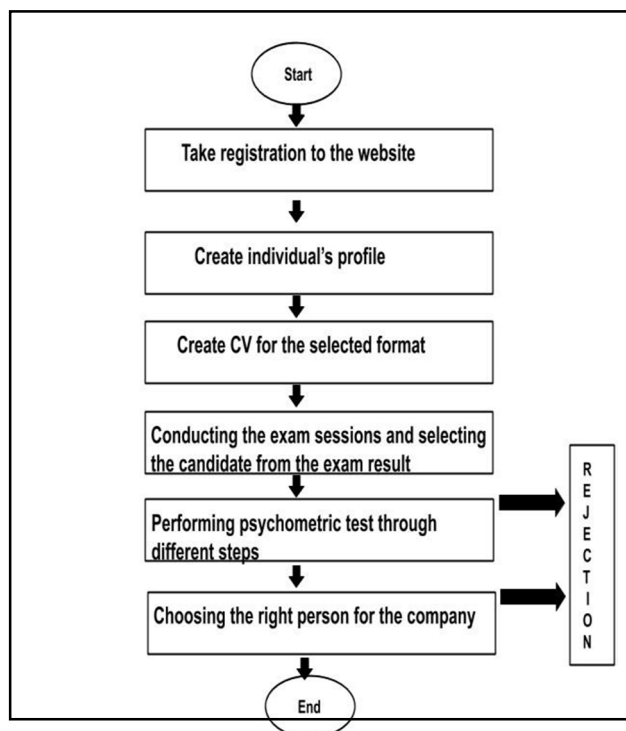 Start
Take registration to the website
Create individual's profile
Create CV for the selected format
Conducting the exam sessions and selecting
the candidate from the exam result
Performing psychometric test through
different steps
Choosing the right person for the company
End
REJECTION